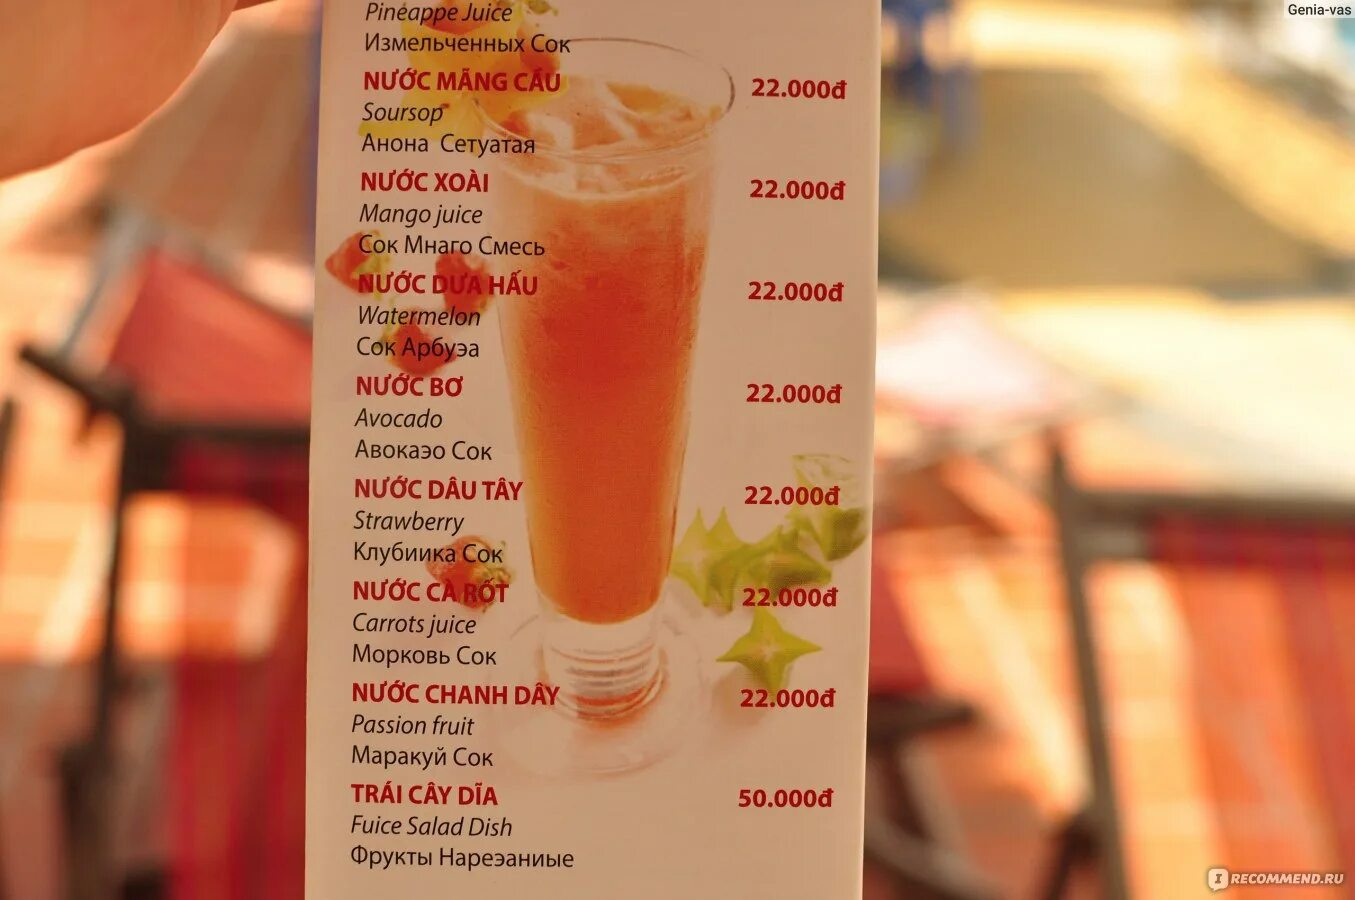 Genia-vas
Pineappe Juice
Измельченных Сок
NƯỚC MÃNG CẦU 22.000đ
Soursop
Анона Сетуатая
NƯỚC XOÀI 22.000đ
Mango juice
Сок Мнаго Смесь
NƯỚC DƯA HẤU 22.000đ
Watermelon
Сок Арбуэа
NƯỚC BƠ 22.000đ
Avocado
Авокаэо Сок
NƯỚC DÂU TÂY 22.000đ
Strawberry
Клубиика Сок
NƯỚC CÀ RỐT 22.000đ
Carrots juice
Морковь Сок
NƯỚC CHANH DÂY 22.000đ
Passion fruit
Маракуй Сок
TRÁI CÂY DĨA 50.000đ
Fuice Salad Dish
Фрукты Нареэаниые
IRECOMMEND.RU